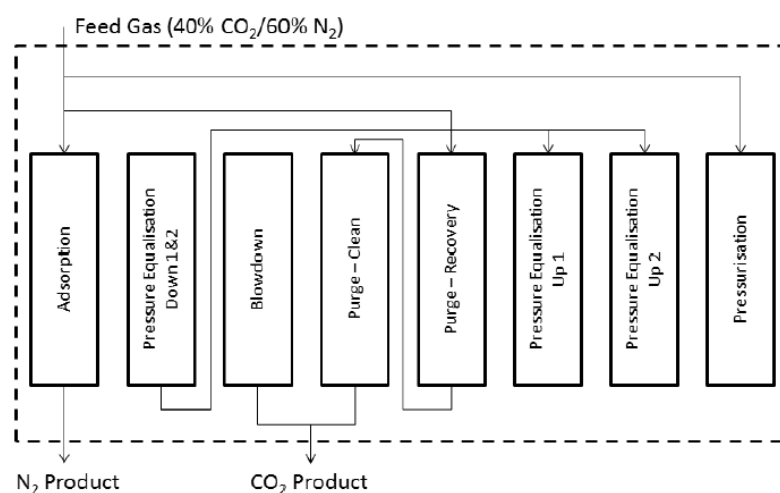 Feed Gas (40% CO₂/60% N₂)
Adsorption
Pressure Equalisation
Down 1&2
Blowdown
Purge – Clean
Purge – Recovery
Pressure Equalisation
Up 1
Pressure Equalisation
Up 2
Pressurisation
N₂ Product
CO₂ Product